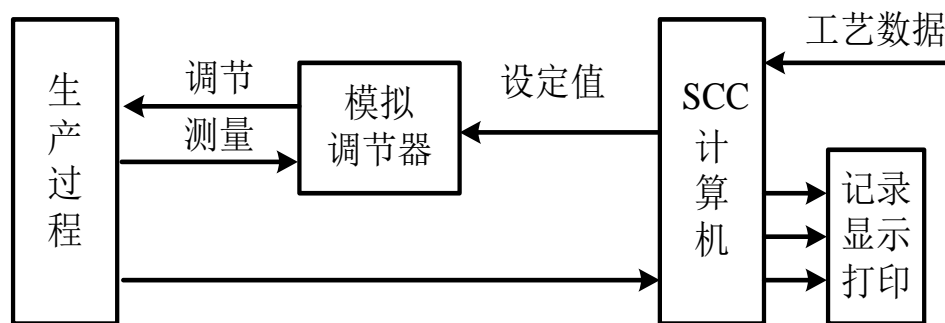 生
产
过
程
调节
测量
模拟
调节器
设定值
SCC
计
算
机
工艺数据
记录
显示
打印